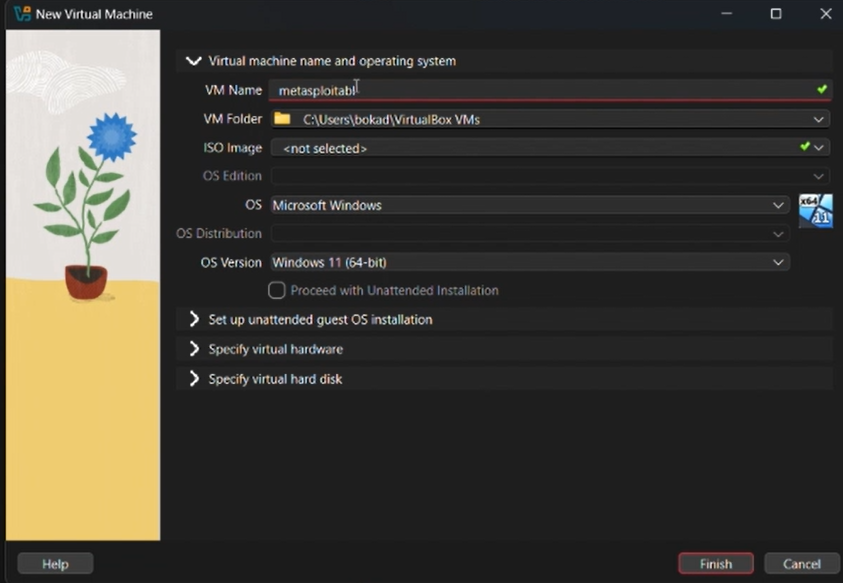 New Virtual Machine
Virtual machine name and operating system
VM Name metasploitabl
VM Folder C:\Users\bokad\VirtualBox VMs
ISO Image <not selected>
OS Edition
OS Microsoft Windows
x64
11
OS Distribution
OS Version Windows 11 (64-bit)
Proceed with Unattended Installation
Set up unattended guest OS installation
Specify virtual hardware
Specify virtual hard disk
Help Finish Cancel